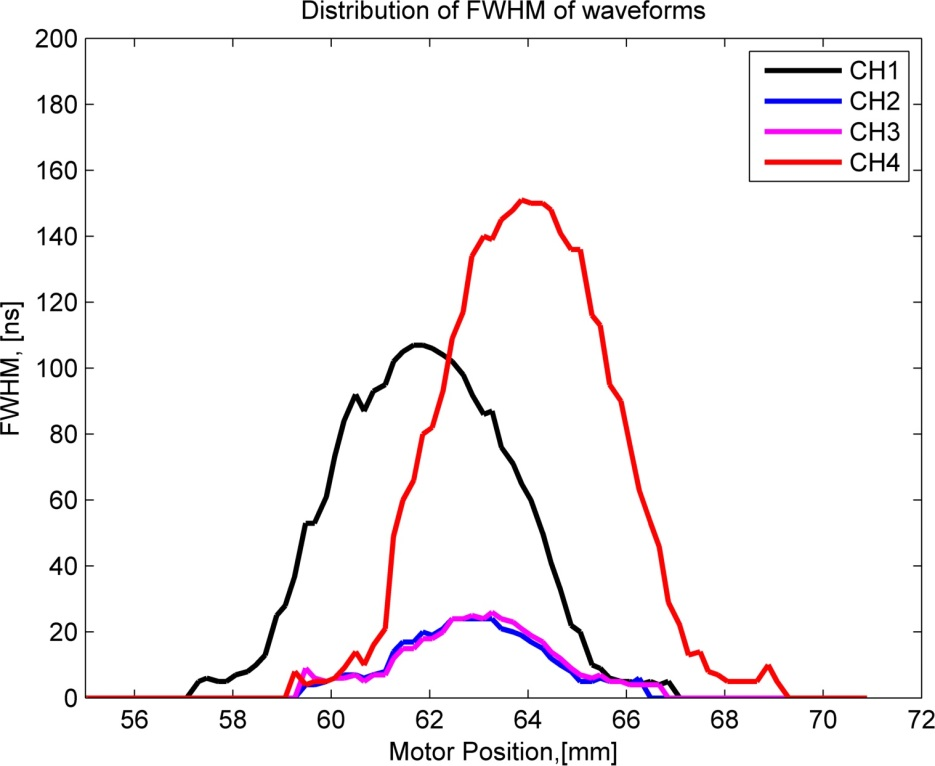 Distribution of FWHM of waveforms
CH1
CH2
CH3
CH4
FWHM, [ns]
200
180
160
140
120
100
80
60
40
20
0
56 58 60 62 64 66 68 70 72
Motor Position,[mm]